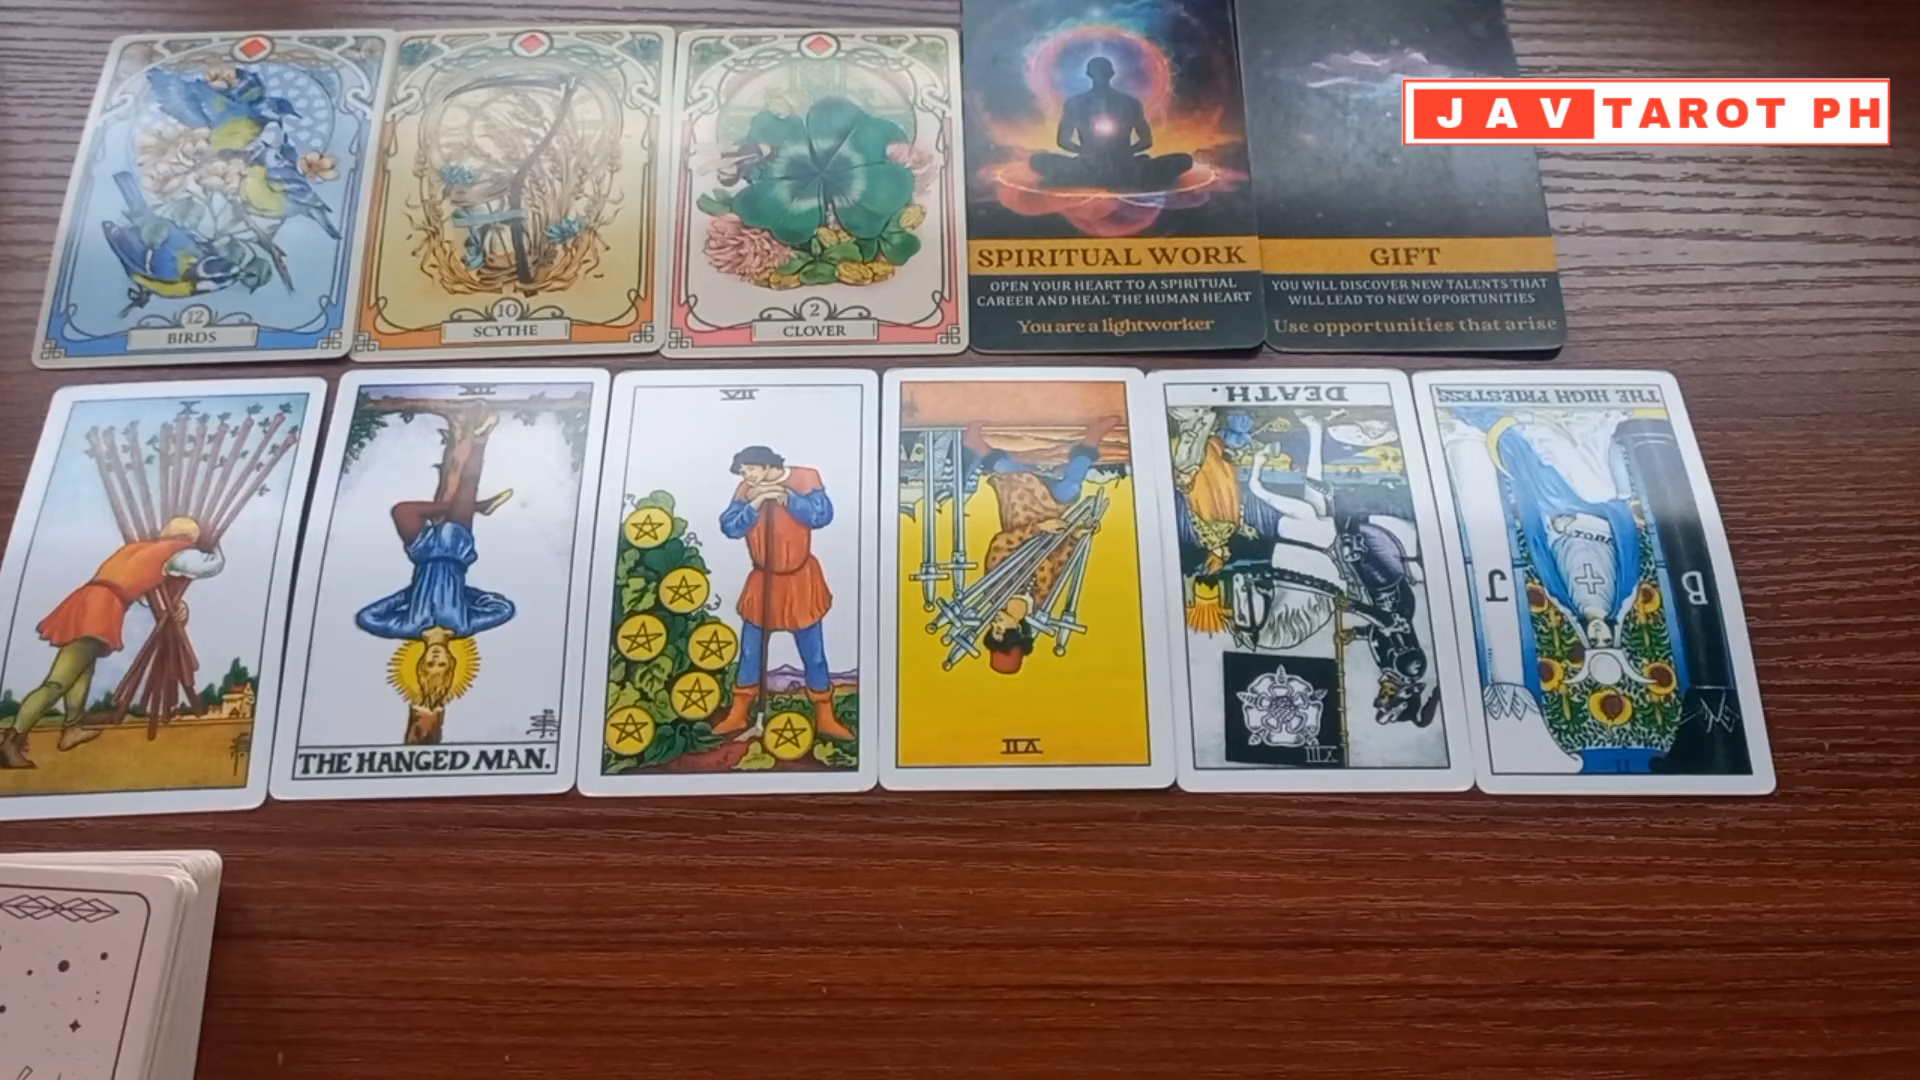 JAV TAROT PH
12
BIRDS
10
SCYTHE
2
CLOVER
SPIRITUAL WORK
OPEN YOUR HEART TO A SPIRITUAL
CAREER AND HEAL THE HUMAN HEART
You are a lightworker
GIFT
YOU WILL DISCOVER NEW TALENTS THAT
WILL LEAD TO NEW OPPORTUNITIES
Use opportunities that arise
X
XII
THE HANGED MAN.
VII
VII
DEATH.
XIII
THE HIGH PRIESTESS
TORA
J
B
II